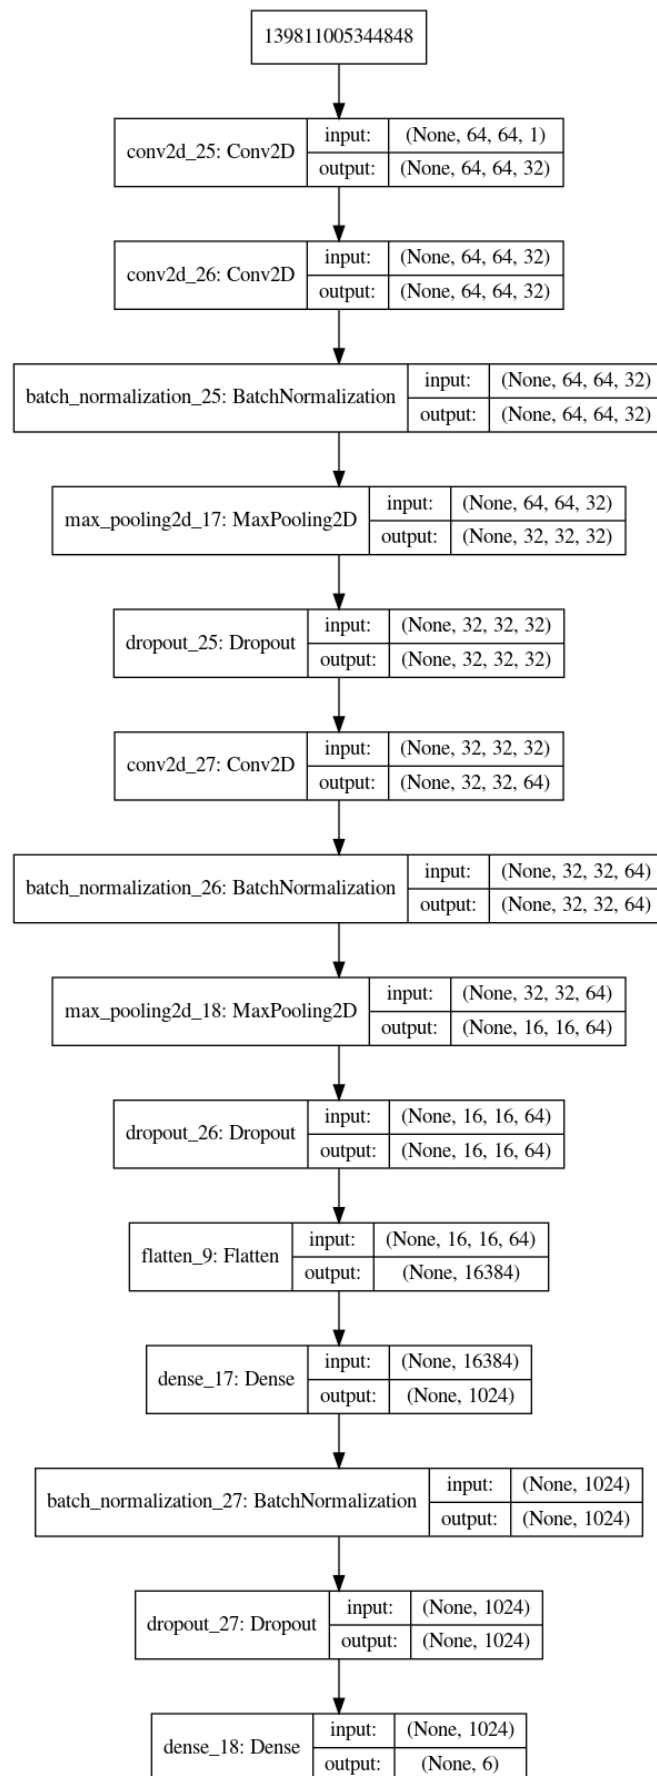 139811005344848
conv2d_25: Conv2D
input: (None, 64, 64, 1)
output: (None, 64, 64, 32)
conv2d_26: Conv2D
input: (None, 64, 64, 32)
output: (None, 64, 64, 32)
batch_normalization_25: BatchNormalization
input: (None, 64, 64, 32)
output: (None, 64, 64, 32)
max_pooling2d_17: MaxPooling2D
input: (None, 64, 64, 32)
output: (None, 32, 32, 32)
dropout_25: Dropout
input: (None, 32, 32, 32)
output: (None, 32, 32, 32)
conv2d_27: Conv2D
input: (None, 32, 32, 32)
output: (None, 32, 32, 64)
batch_normalization_26: BatchNormalization
input: (None, 32, 32, 64)
output: (None, 32, 32, 64)
max_pooling2d_18: MaxPooling2D
input: (None, 32, 32, 64)
output: (None, 16, 16, 64)
dropout_26: Dropout
input: (None, 16, 16, 64)
output: (None, 16, 16, 64)
flatten_9: Flatten
input: (None, 16, 16, 64)
output: (None, 16384)
dense_17: Dense
input: (None, 16384)
output: (None, 1024)
batch_normalization_27: BatchNormalization
input: (None, 1024)
output: (None, 1024)
dropout_27: Dropout
input: (None, 1024)
output: (None, 1024)
dense_18: Dense
input: (None, 1024)
output: (None, 6)